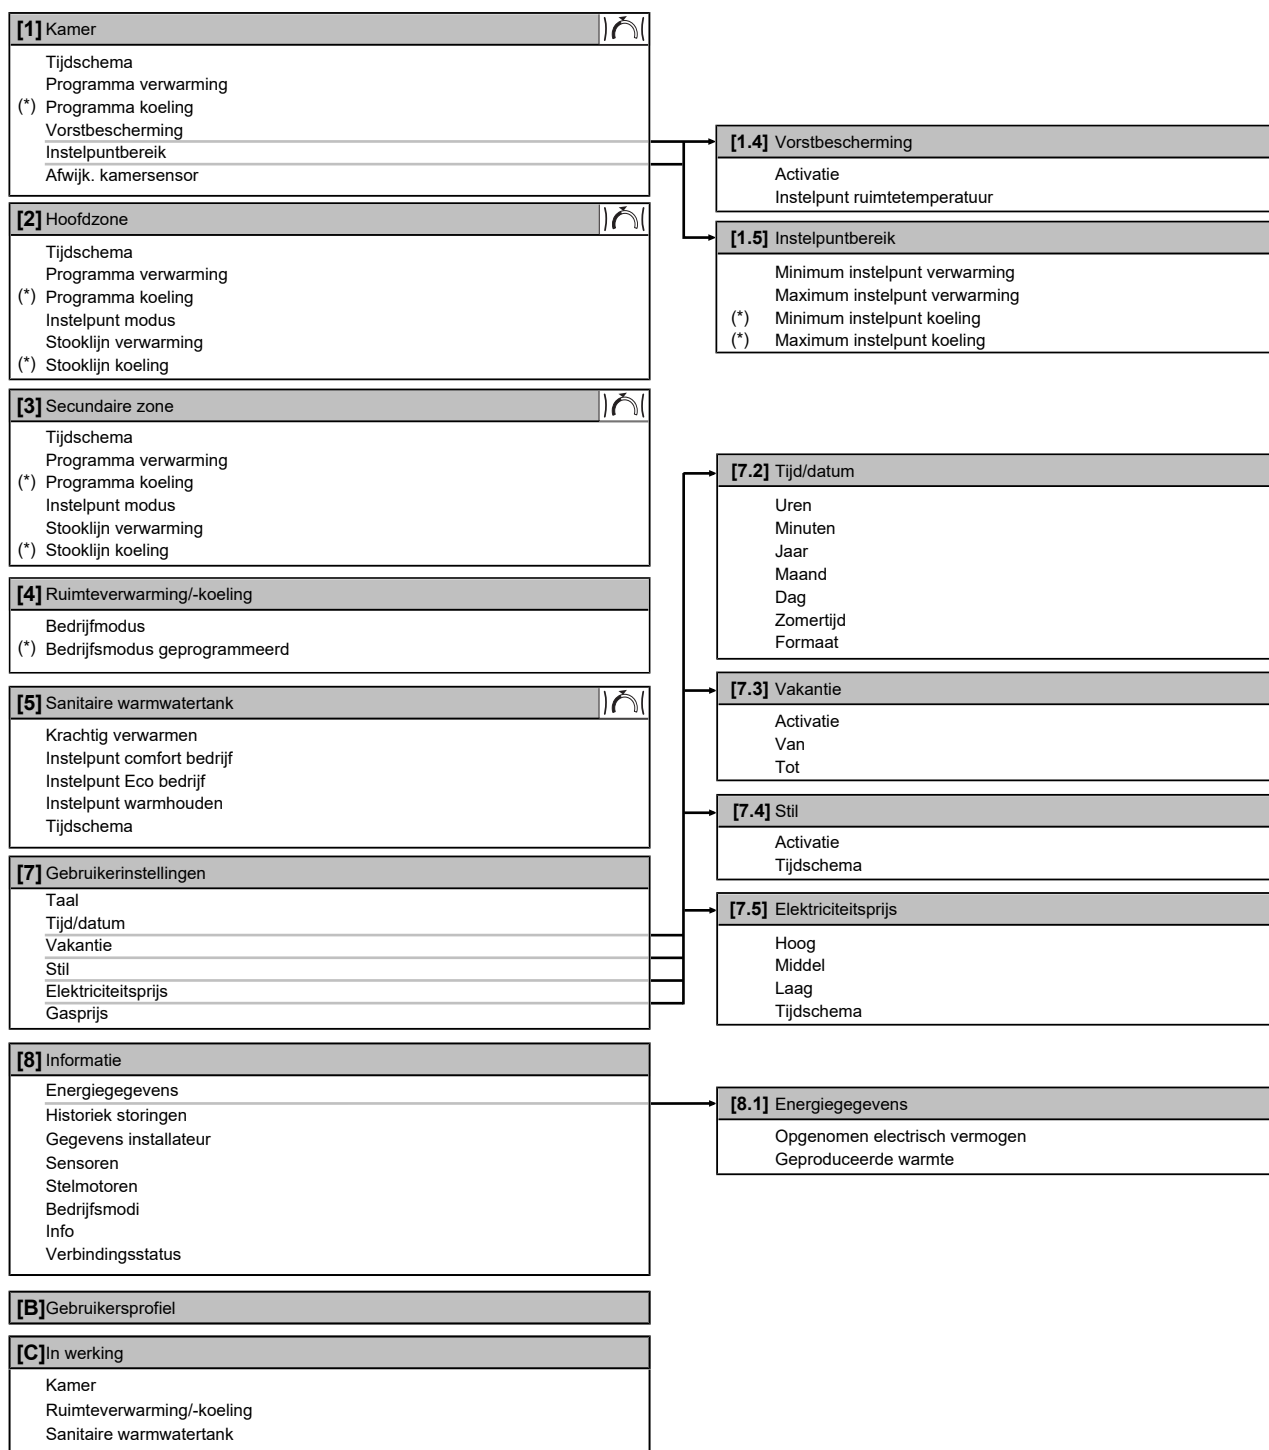 [1] Kamer
Tijdschema
Programma verwarming
(*) Programma koeling
Vorstbescherming
Instelpuntbereik
Afwijk. kamersensor
[1.4] Vorstbescherming
Activatie
Instelpunt ruimtetemperatuur
[1.5] Instelpuntbereik
Minimum instelpunt verwarming
Maximum instelpunt verwarming
(*) Minimum instelpunt koeling
(*) Maximum instelpunt koeling
[2] Hoofdzone
Tijdschema
Programma verwarming
(*) Programma koeling
Instelpunt modus
Stooklijn verwarming
(*) Stooklijn koeling
[3] Secundaire zone
Tijdschema
Programma verwarming
(*) Programma koeling
Instelpunt modus
Stooklijn verwarming
(*) Stooklijn koeling
[4] Ruimteverwarming/-koeling
Bedrijfmodus
(*) Bedrijfsmodus geprogrammeerd
[5] Sanitaire warmwatertank
Krachtig verwarmen
Instelpunt comfort bedrijf
Instelpunt Eco bedrijf
Instelpunt warmhouden
Tijdschema
[7] Gebruikerinstellingen
Taal
Tijd/datum
Vakantie
Stil
Elektriciteitsprijs
Gasprijs
[7.2] Tijd/datum
Uren
Minuten
Jaar
Maand
Dag
Zomertijd
Formaat
[7.3] Vakantie
Activatie
Van
Tot
[7.4] Stil
Activatie
Tijdschema
[7.5] Elektriciteitsprijs
Hoog
Middel
Laag
Tijdschema
[8] Informatie
Energiegegevens
Historiek storingen
Gegevens installateur
Sensoren
Stelmotoren
Bedrijfsmodi
Info
Verbindingsstatus
[8.1] Energiegegevens
Opgenomen electrisch vermogen
Geproduceerde warmte
[B] Gebruikersprofiel
[C] In werking
Kamer
Ruimteverwarming/-koeling
Sanitaire warmwatertank